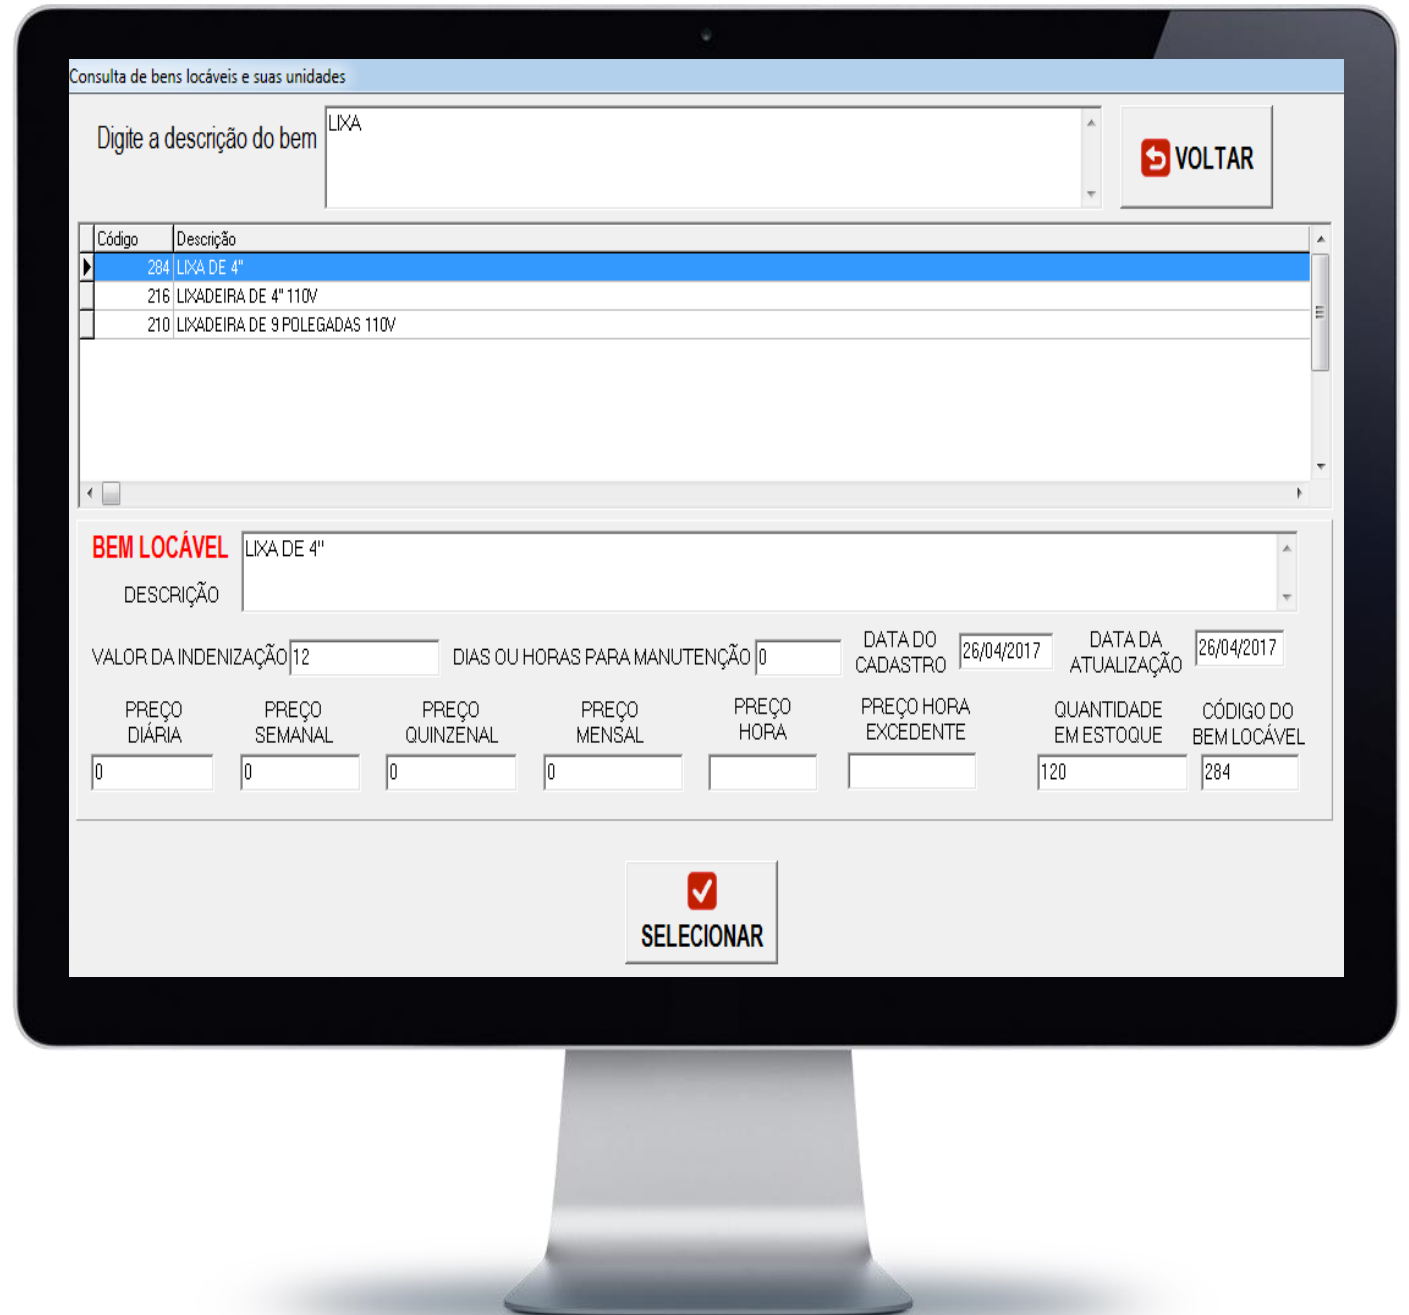 Consulta de bens locáveis e suas unidades
Digite a descrição do bem LIXA
VOLTAR
Código Descrição
284 LIXA DE 4"
216 LIXADEIRA DE 4" 110V
210 LIXADEIRA DE 9 POLEGADAS 110V
BEM LOCÁVEL LIXA DE 4"
DESCRIÇÃO
VALOR DA INDENIZAÇÃO 12 DIAS OU HORAS PARA MANUTENÇÃO 0
DATA DO
CADASTRO
26/04/2017
DATA DA
ATUALIZAÇÃO
26/04/2017
PREÇO
DIÁRIA
0
PREÇO
SEMANAL
0
PREÇO
QUINZENAL
0
PREÇO
MENSAL
0
PREÇO
HORA
PREÇO HORA
EXCEDENTE
QUANTIDADE
EM ESTOQUE
120
CÓDIGO DO
BEM LOCÁVEL
284
SELECIONAR